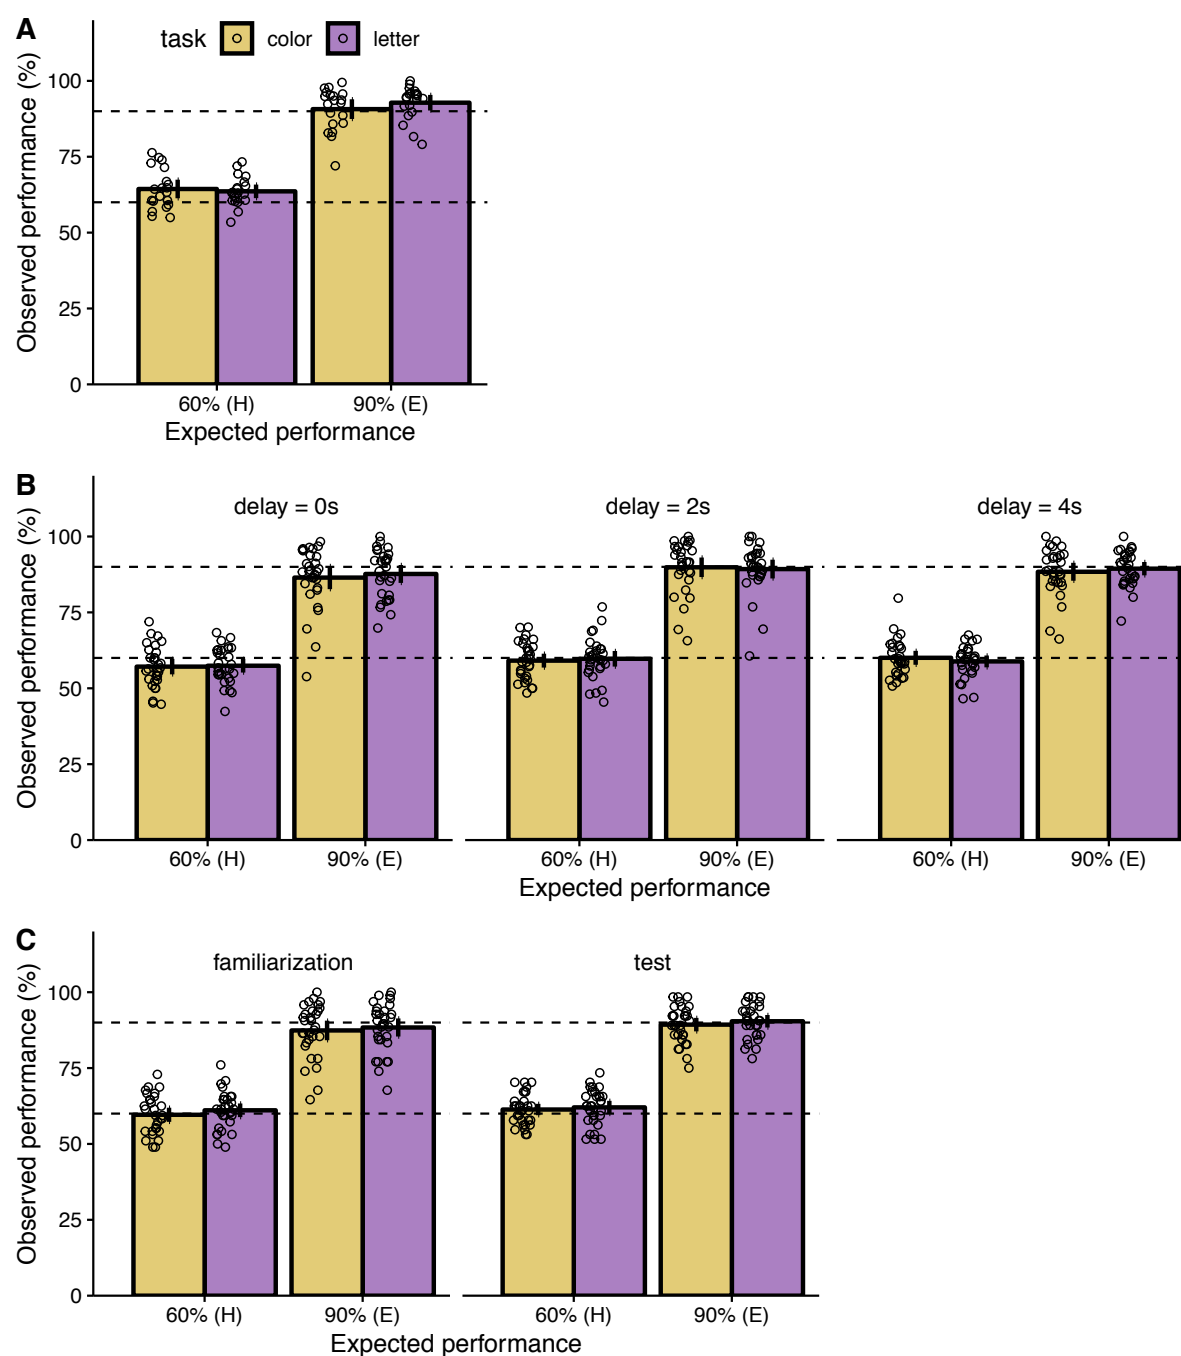 A
task color letter
Observed performance (%)
100
75
50
25
0
60% (H) 90% (E)
Expected performance
B
delay = 0s delay = 2s delay = 4s
Observed performance (%)
100
75
50
25
0
60% (H) 90% (E) 60% (H) 90% (E) 60% (H) 90% (E)
Expected performance
C
familiarization test
Observed performance (%)
100
75
50
25
0
60% (H) 90% (E) 60% (H) 90% (E)
Expected performance